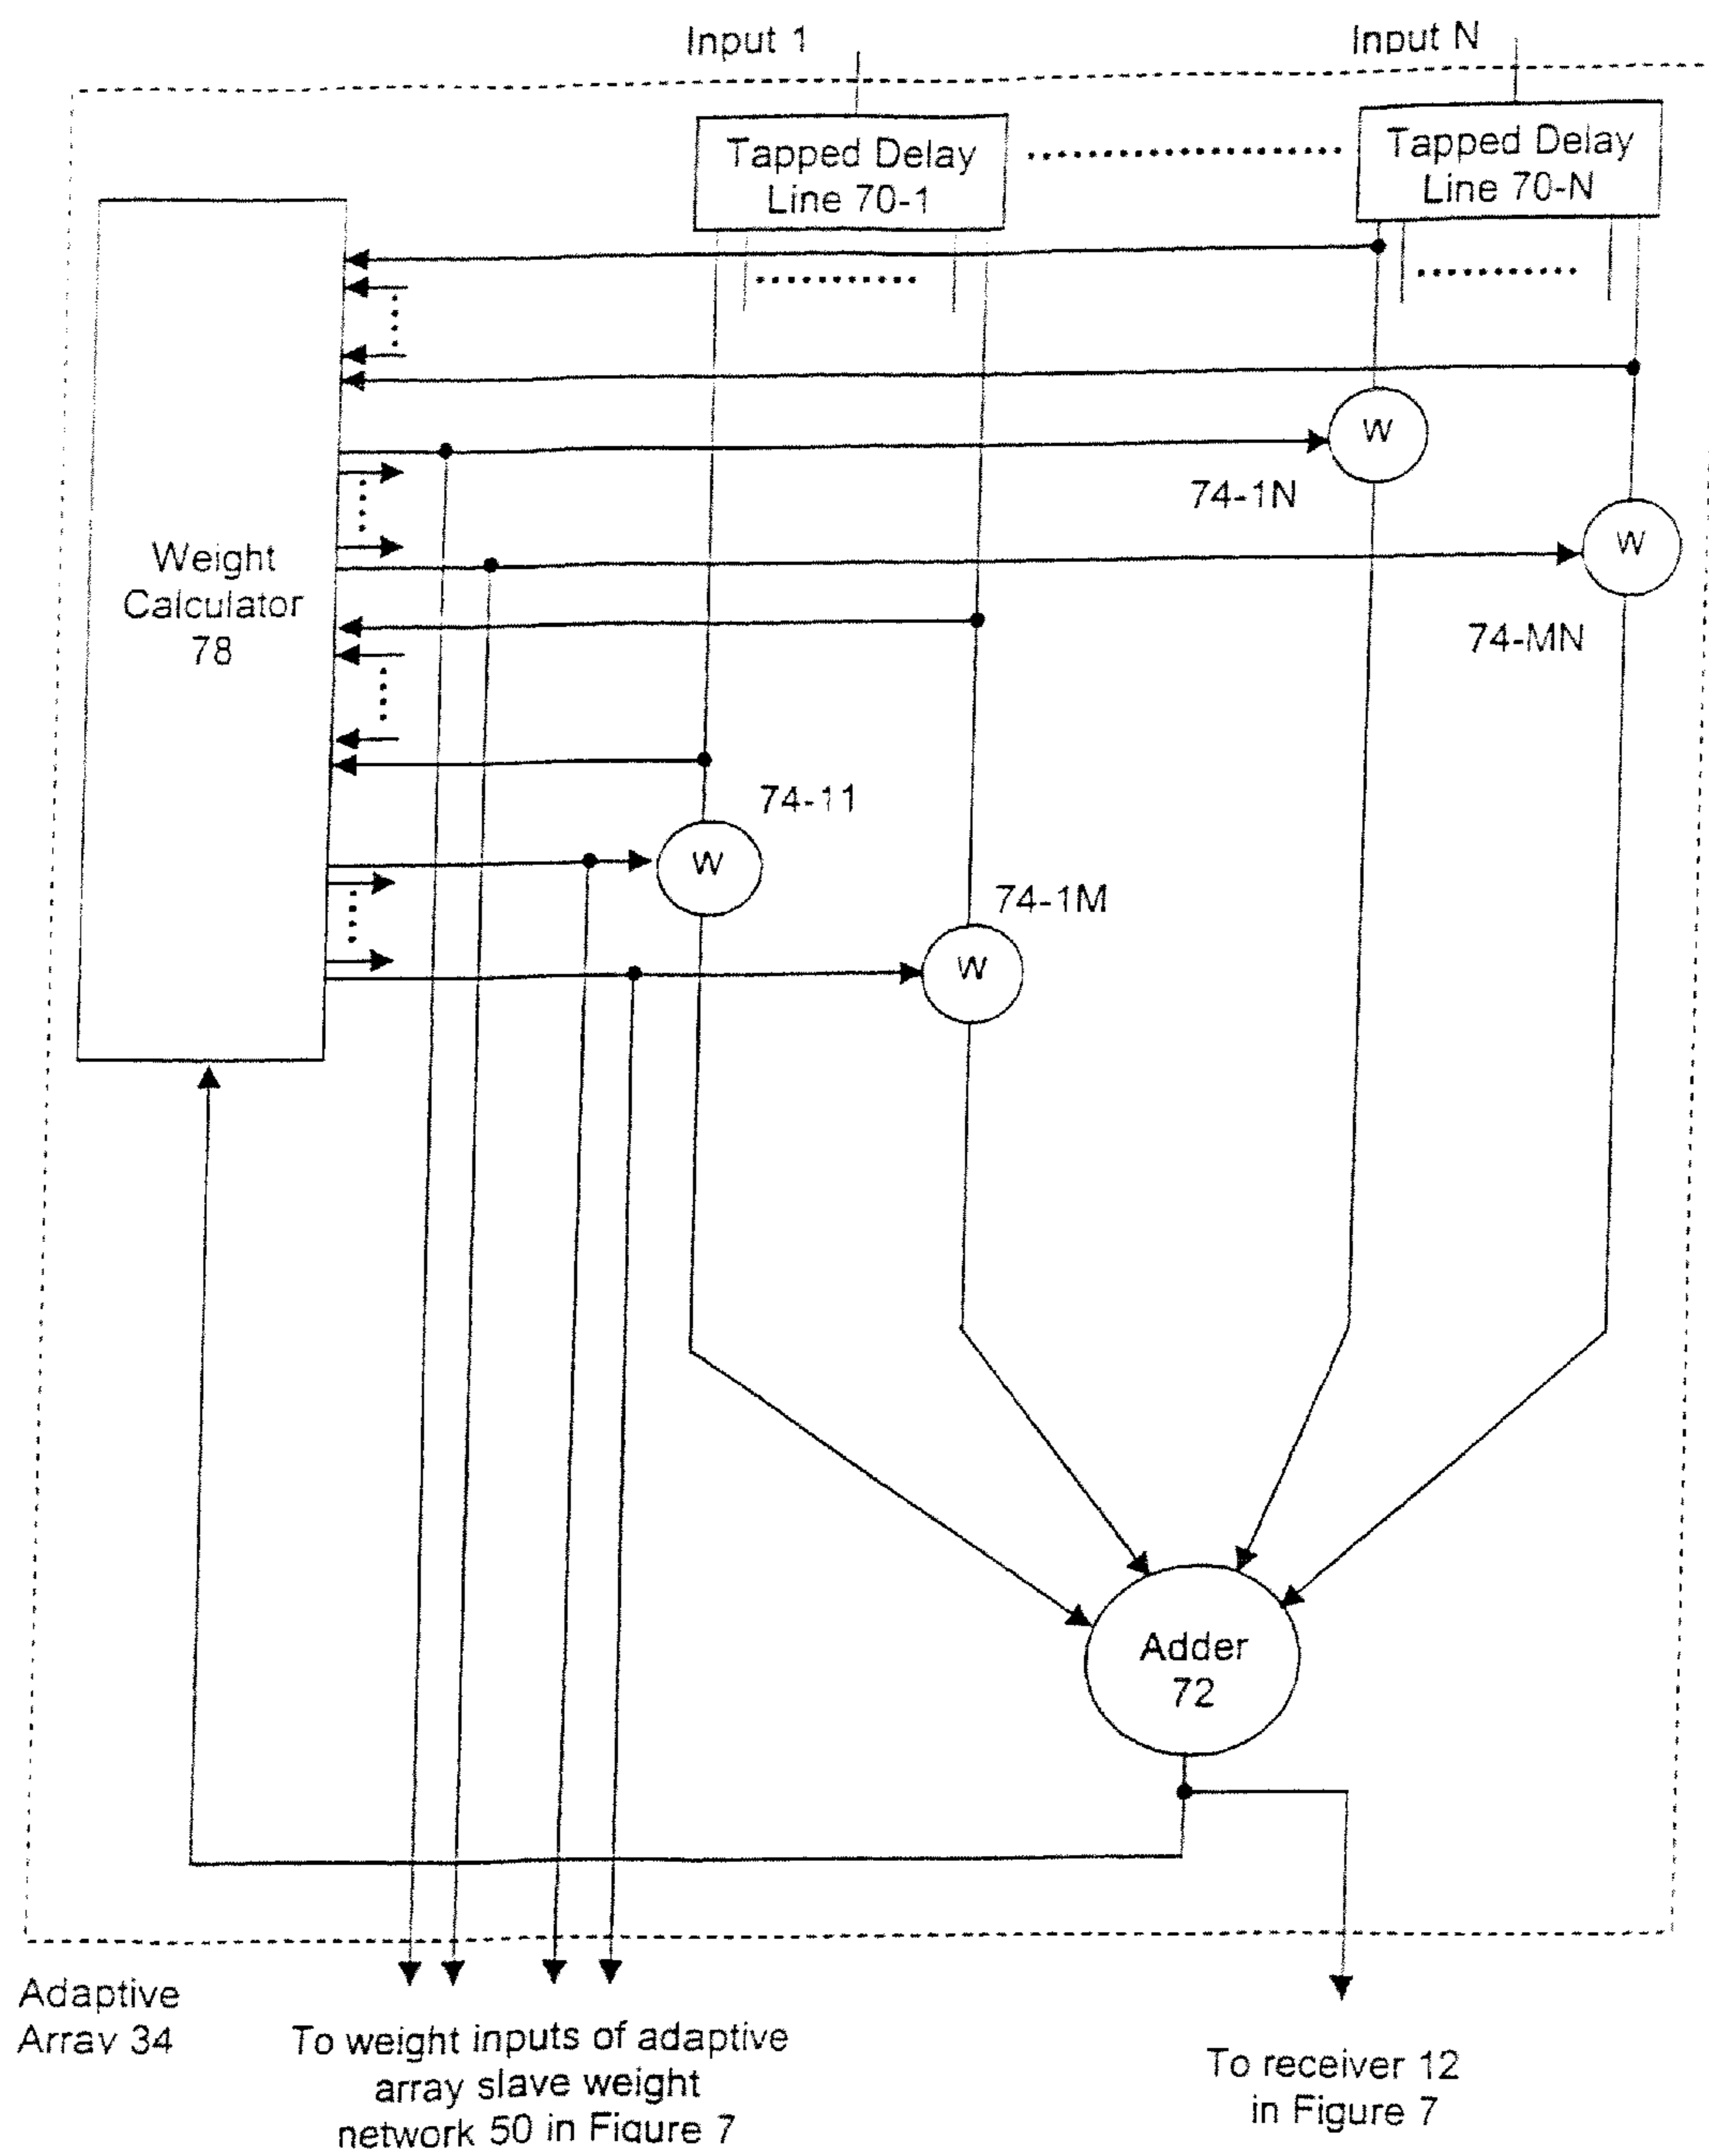 Input 1
Input N
Tapped Delay
Line 70-1
Tapped Delay
Line 70-N
W
74-1N
W
74-MN
Weight
Calculator
78
74-11
W
74-1M
W
Adder
72
Adaptive
Array 34
To weight inputs of adaptive
array slave weight
network 50 in Figure 7
To receiver 12
in Figure 7